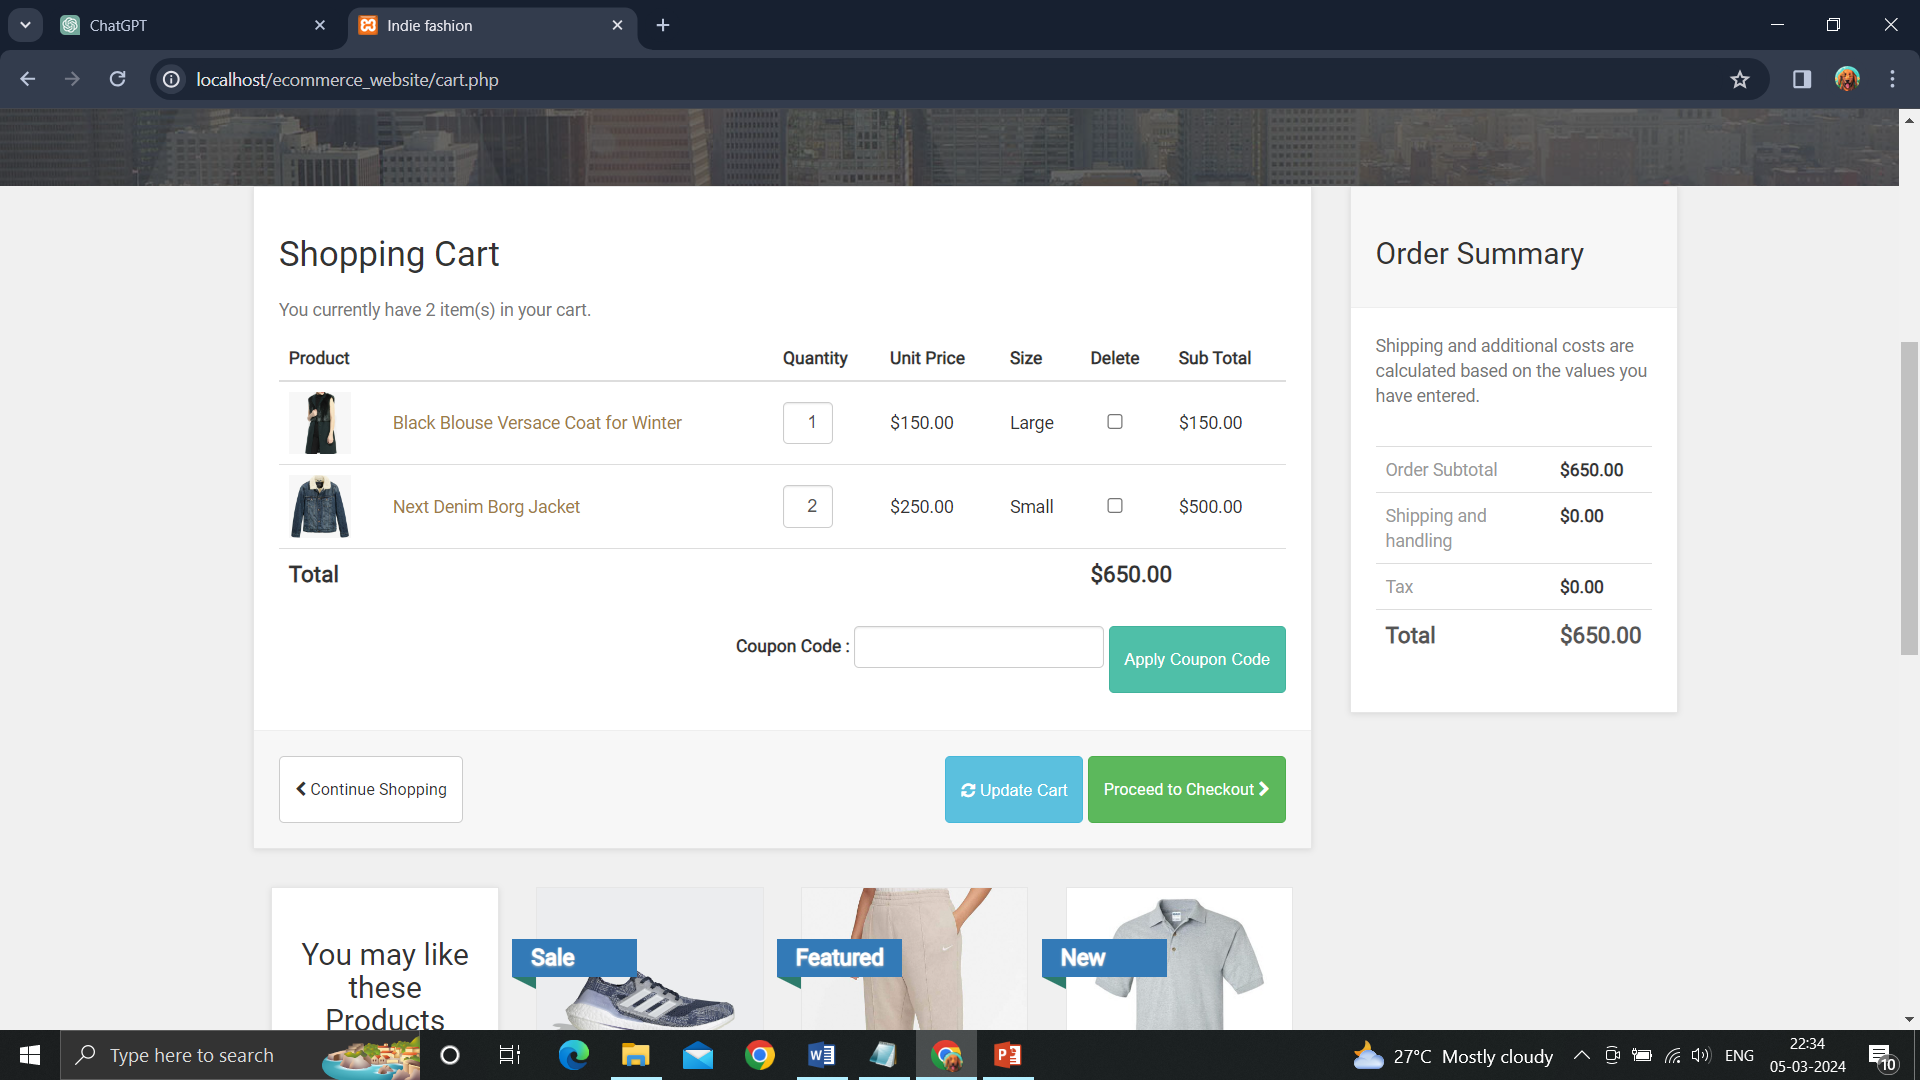 ChatGPT
Indie fashion
localhost/ecommerce_website/cart.php
Shopping Cart
You currently have 2 item(s) in your cart.
Product Quantity Unit Price Size Delete Sub Total
Black Blouse Versace Coat for Winter 1 $150.00 Large $150.00
Next Denim Borg Jacket 2 $250.00 Small $500.00
Total $650.00
Coupon Code : Apply Coupon Code
Continue Shopping Update Cart Proceed to Checkout
Order Summary
Shipping and additional costs are
calculated based on the values you
have entered.
Order Subtotal $650.00
Shipping and $0.00
handling
Tax $0.00
Total $650.00
You may like
these
Products
Sale
Featured
New
Type here to search
27°C Mostly cloudy
ENG
22:34
05-03-2024
10